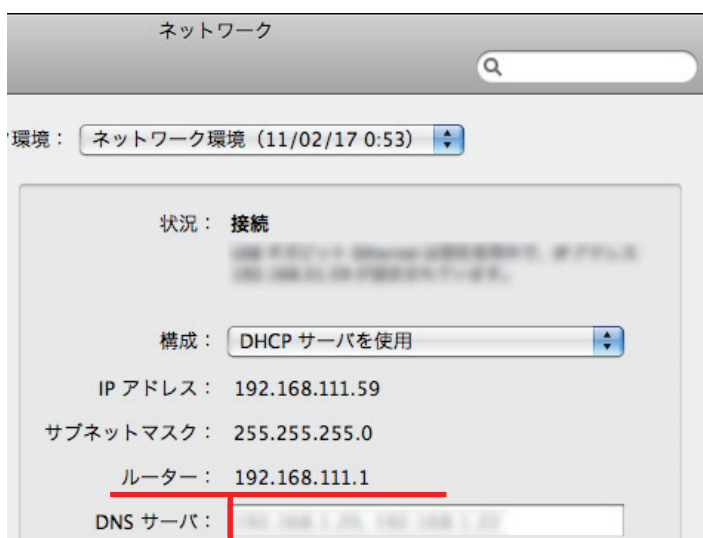 ネットワーク
環境： ネットワーク環境（11/02/17 0:53）
状況： 接続
構成： DHCP サーバを使用
IP アドレス： 192.168.111.59
サブネットマスク： 255.255.255.0
ルーター： 192.168.111.1
DNS サーバ：